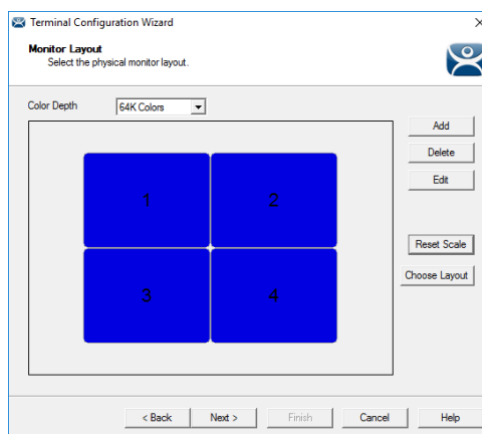 Terminal Configuration Wizard
Monitor Layout
Select the physical monitor layout.
Color Depth
64K Colors
Add
Delete
Edit
1
2
3
4
Reset Scale
Choose Layout
< Back
Next >
Finish
Cancel
Help